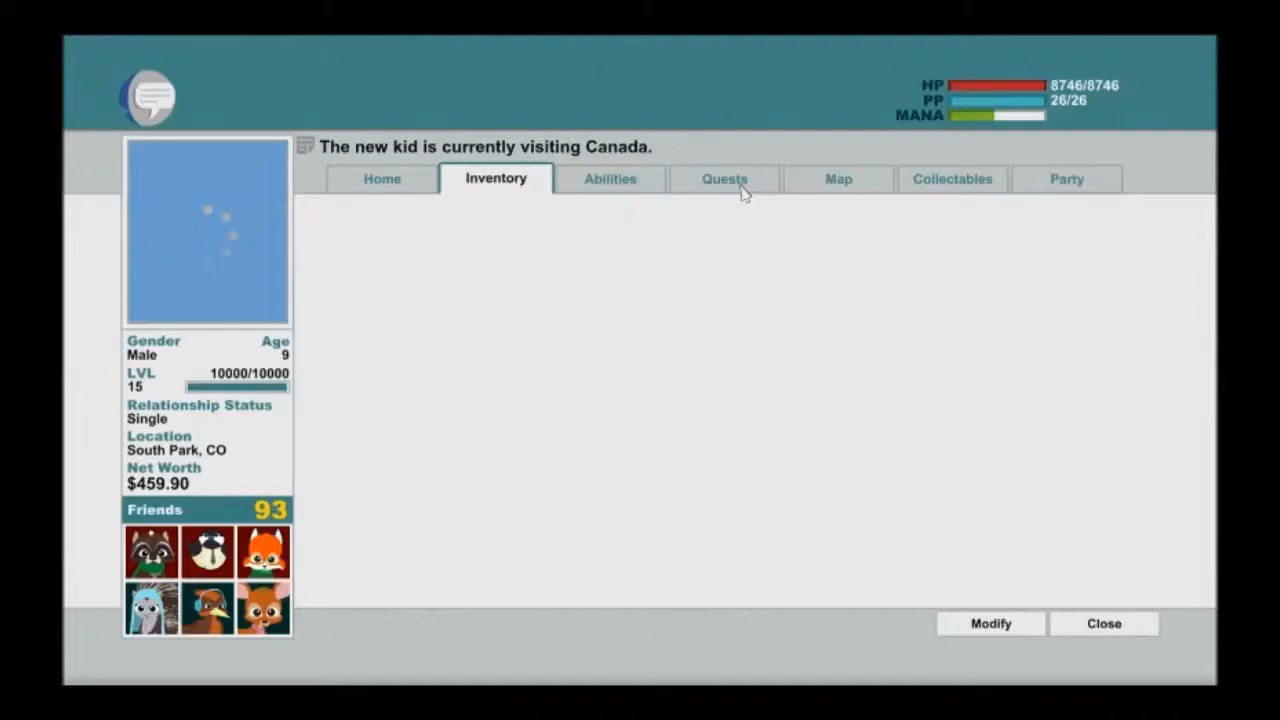 HP 8746/8746
PP 26/26
MANA
The new kid is currently visiting Canada.
Home Inventory Abilities Quests Map Collectables Party
Gender Age
Male 9
LVL 10000/10000
15
Relationship Status
Single
Location
South Park, CO
Net Worth
$459.90
Friends 93
Modify Close